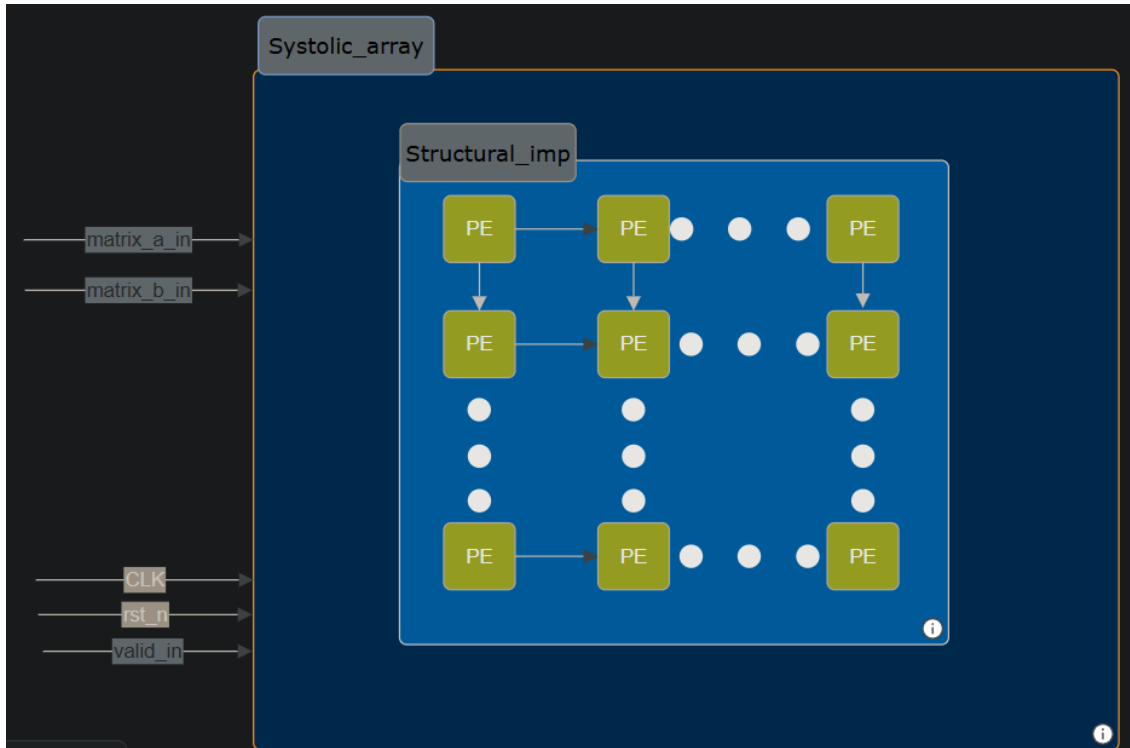 Systolic_array
Structural_imp
PE PE PE
matrix_a_in
matrix_b_in
PE PE PE
PE PE PE
CLK
rst_n
valid_in